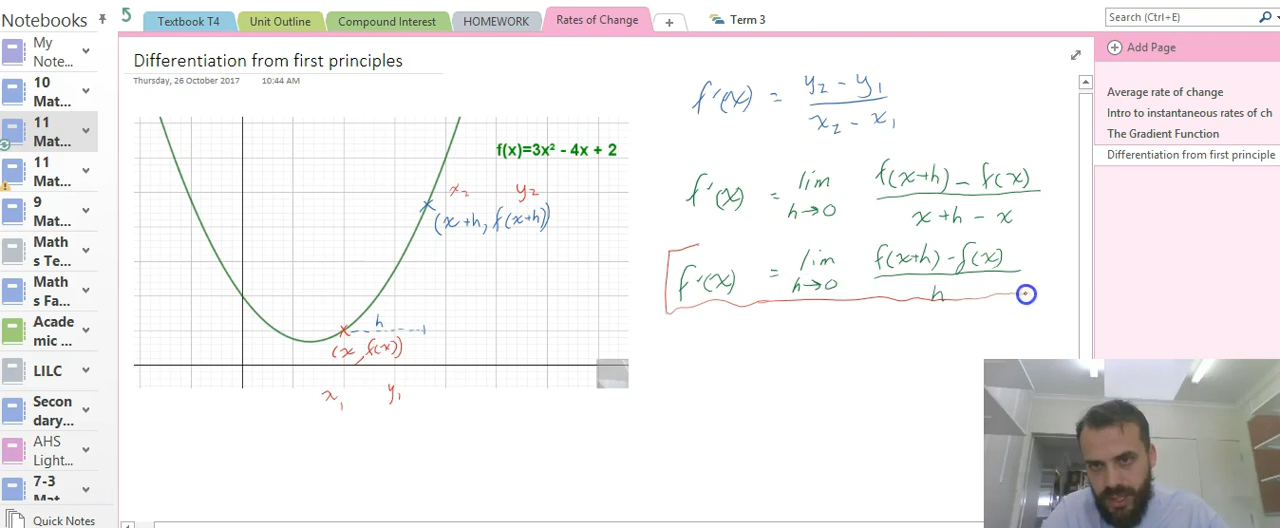 Notebooks
Textbook T4
Unit Outline
Compound Interest
HOMEWORK
Rates of Change
+
Term 3
Search (Ctrl+E)
My
Note...
10
Mat...
11
Mat...
11
Mat...
9
Mat...
Math
s Te...
Math
s Fa...
Academic
...
LILC
Secon
dary...
AHS
Light...
7-3
Mat
Quick Notes
Differentiation from first principles
Thursday, 26 October 2017 10:44 AM
f(x)=3x² - 4x + 2
x₂ y₂
(x+h, f(x+h))
h
(x, f(x))
x₁ y₁
f'(x) = (y₂ - y₁)/(x₂ - x₁)
f'(x) = lim h→0 (f(x+h) - f(x))/(x+h - x)
f'(x) = lim h→0 (f(x+h) - f(x))/h
Add Page
Average rate of change
Intro to instantaneous rates of ch
The Gradient Function
Differentiation from first principle